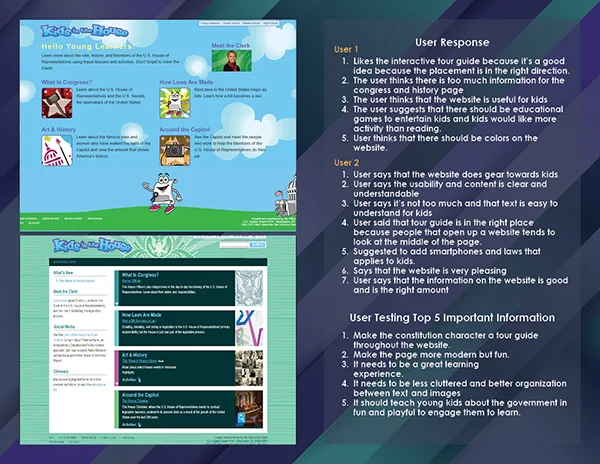 Kids in the House
Young Learners | Grade School | Middle School | High School
Hello Young Learners!
Learn more about the role, history, and members of the U.S. House of
Representatives using these lessons and activities. Don't forget to meet the
Clerk!
Meet the Clerk
What is Congress?
Learn about the U.S. House of
Representatives and the U.S. Senate,
the lawmakers of the United States.
How Laws Are Made
Most laws in the United States begin as
bills. Learn how a bill becomes a law.
Art & History
Learn about the famous men and
women who have walked the halls of the
Capitol and view the artwork that shows
America's history.
Around the Capitol
See the Capitol and meet the people
who work to help the Members of the
U.S. House of Representatives do their
job.
Kids in the House
SEARCH
What's New
Meet the Clerk
Social Media
Glossary
What Is Congress?
How Laws Are Made
Art & History
Activities:
Around the Capitol
Activities:
User Response
User 1
1. Likes the interactive tour guide because it's a good
idea because the placement is in the right direction.
2. The user thinks there is too much information for the
congress and history page
3. The user thinks that the website is useful for kids
4. The user suggests that there should be educational
games to entertain kids and kids would like more
activity than reading.
5. User thinks that there should be colors on the
website.
User 2
1. User says that the website does gear towards kids
2. User says the usability and content is clear and
understandable
3. User says it's not too much and that text is easy to
understand for kids
4. User said that tour guide is in the right place
because people that open up a website tends to
look at the middle of the page.
5. Suggested to add smartphones and laws that
applies to kids.
6. Says that the website is very pleasing
7. User says that the information on the website is good
and is the right amount
User Testing Top 5 Important Information
1. Make the constitution character a tour guide
throughout the website.
2. Make the page more modern but fun.
3. It needs to be a great learning
experience.
4. It needs to be less cluttered and better organization
between text and images
5. It should teach young kids about the government in
fun and playful to engage them to learn.